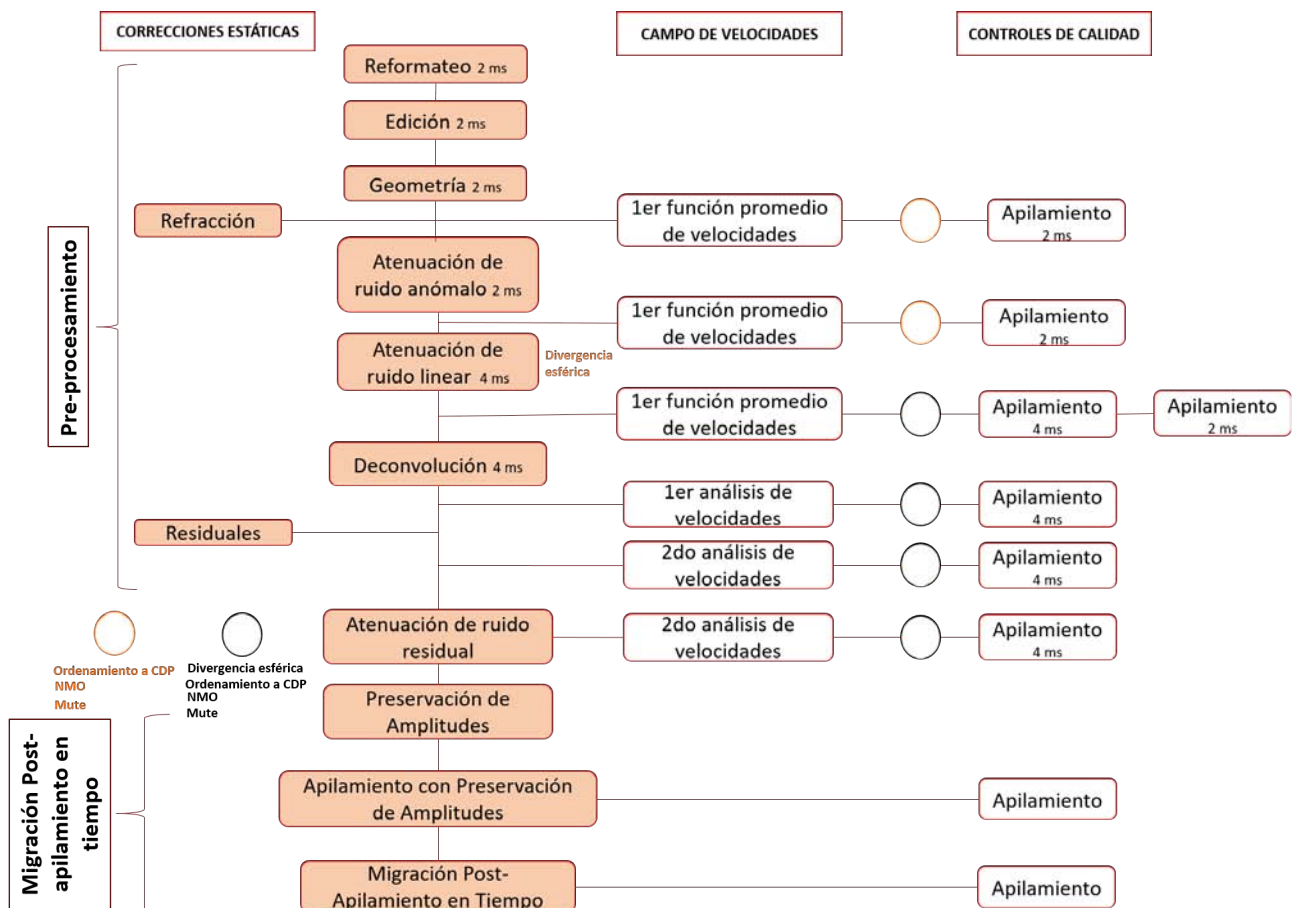 CORRECCIONES ESTÁTICAS
CAMPO DE VELOCIDADES
CONTROLES DE CALIDAD
Reformateo 2 ms
Edición 2 ms
Geometría 2 ms
Refracción
1er función promedio
de velocidades
Apilamiento
2 ms
Atenuación de
ruido anómalo 2 ms
1er función promedio
de velocidades
Apilamiento
2 ms
Atenuación de
ruido linear 4 ms
Divergencia
esférica
1er función promedio
de velocidades
Apilamiento
4 ms
Apilamiento
2 ms
Pre-procesamiento
Deconvolución 4 ms
1er análisis de
velocidades
Apilamiento
4 ms
Residuales
2do análisis de
velocidades
Apilamiento
4 ms
Atenuación de ruido
residual
2do análisis de
velocidades
Apilamiento
4 ms
Ordenamiento a CDP
NMO
Mute
Divergencia esférica
Ordenamiento a CDP
NMO
Mute
Preservación de
Amplitudes
Migración Post-
apilamiento en
tiempo
Apilamiento con Preservación
de Amplitudes
Apilamiento
Migración Post-
Apilamiento en Tiempo
Apilamiento